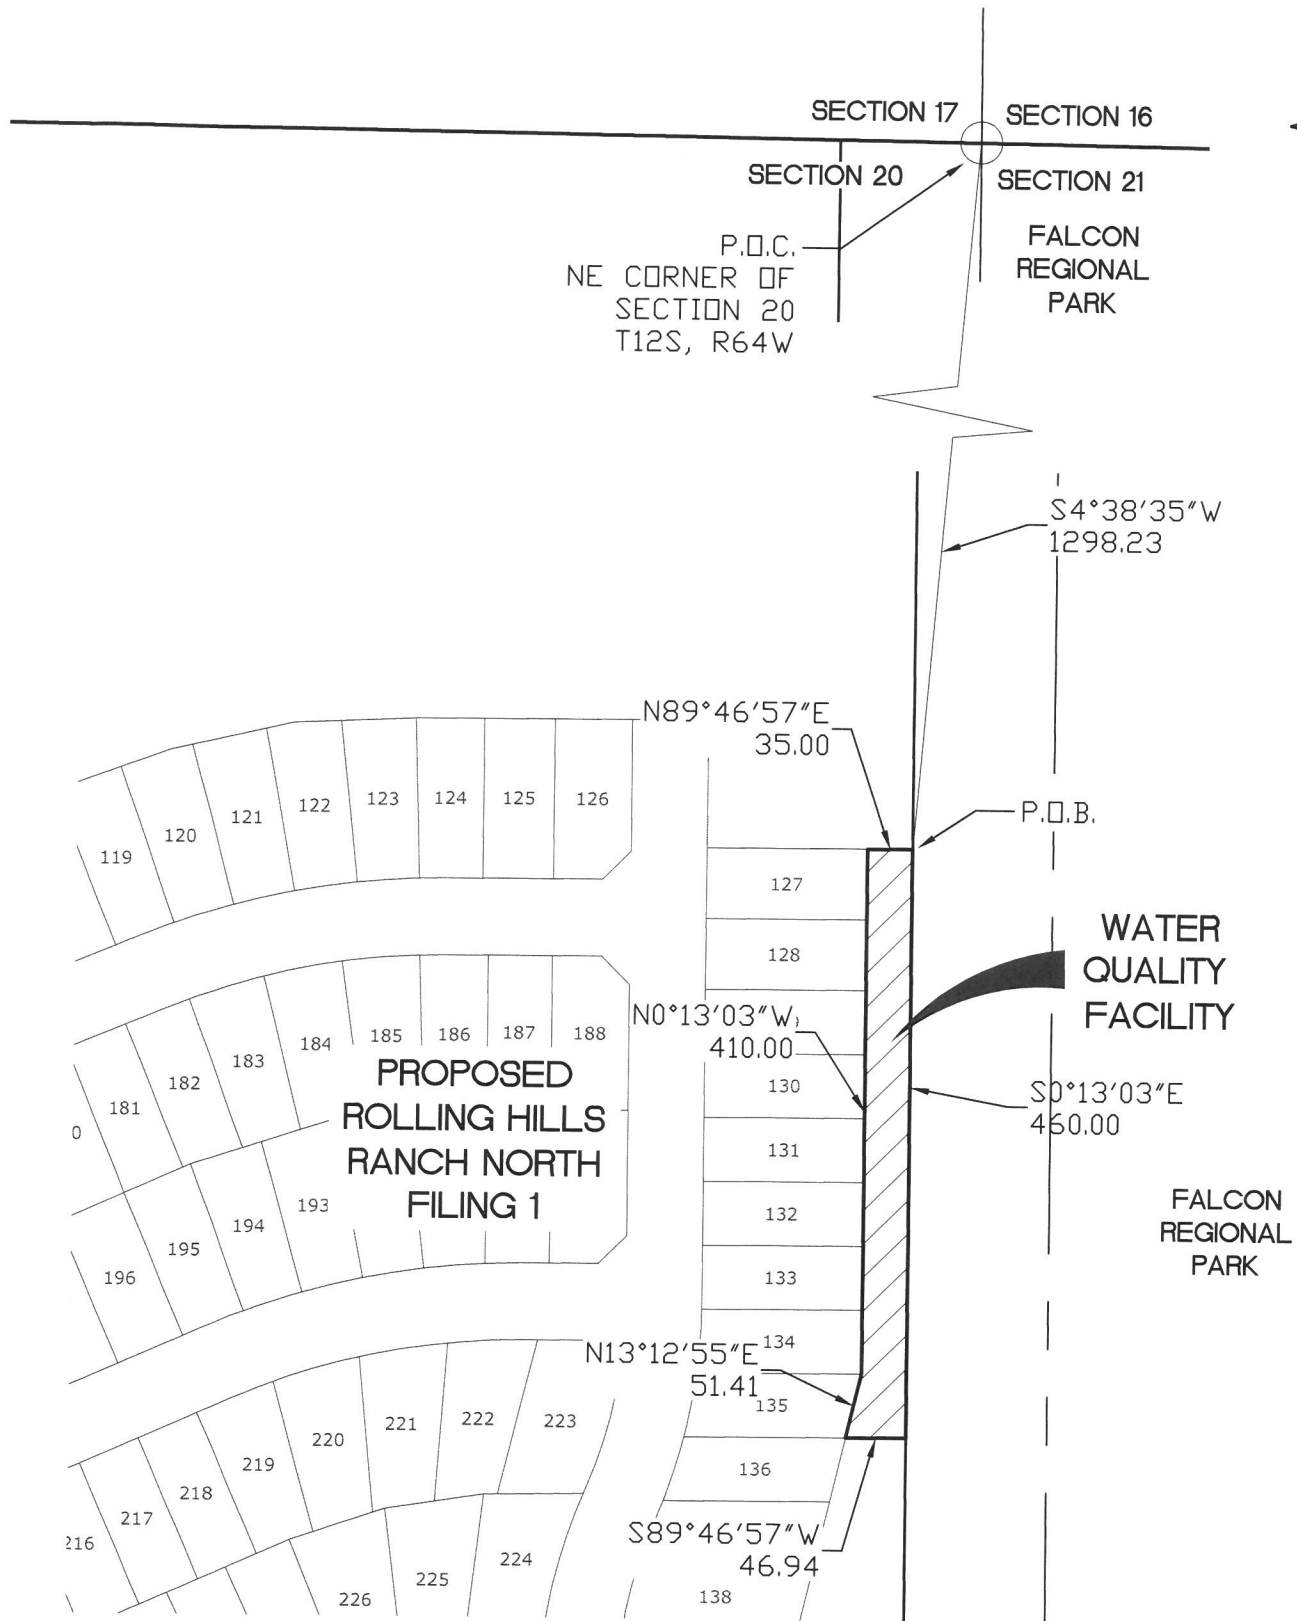 SECTION 17
SECTION 16
SECTION 20
SECTION 21
P.O.C.
NE CORNER OF
SECTION 20
T12S, R64W
FALCON
REGIONAL
PARK
S4°38'35"W
1298.23
N89°46'57"E
35.00
P.O.B.
119
120
121
122
123
124
125
126
127
128
WATER
QUALITY
FACILITY
N0°13'03"W
410.00
130
131
132
133
134
135
136
138
S0°13'03"E
460.00
181
182
183
184
185
186
187
188
PROPOSED
ROLLING HILLS
RANCH NORTH
FILING 1
0
196
195
194
193
FALCON
REGIONAL
PARK
N13°12'55"E
51.41
216
217
218
219
220
221
222
223
224
225
226
S89°46'57"W
46.94